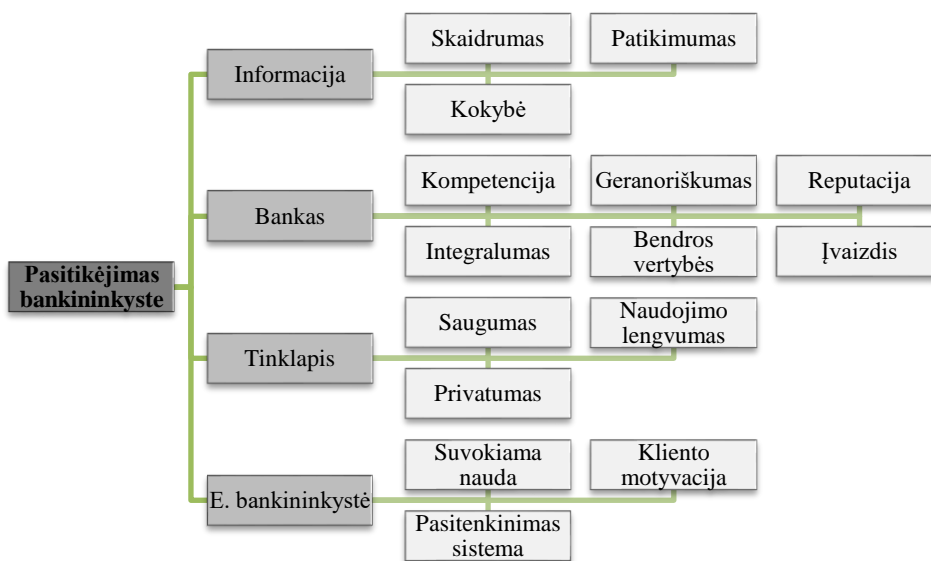 Skaidrumas
Patikimumas
Informacija
Kokybė
Kompetencija
Geranoriškumas
Reputacija
Bankas
Integralumas
Bendros
vertybės
Įvaizdis
Pasitikėjimas
bankininkyste
Saugumas
Naudojimo
lengvumas
Tinklapis
Privatumas
Suvokiama
nauda
Kliento
motyvacija
E. bankininkystė
Pasitenkinimas
sistema